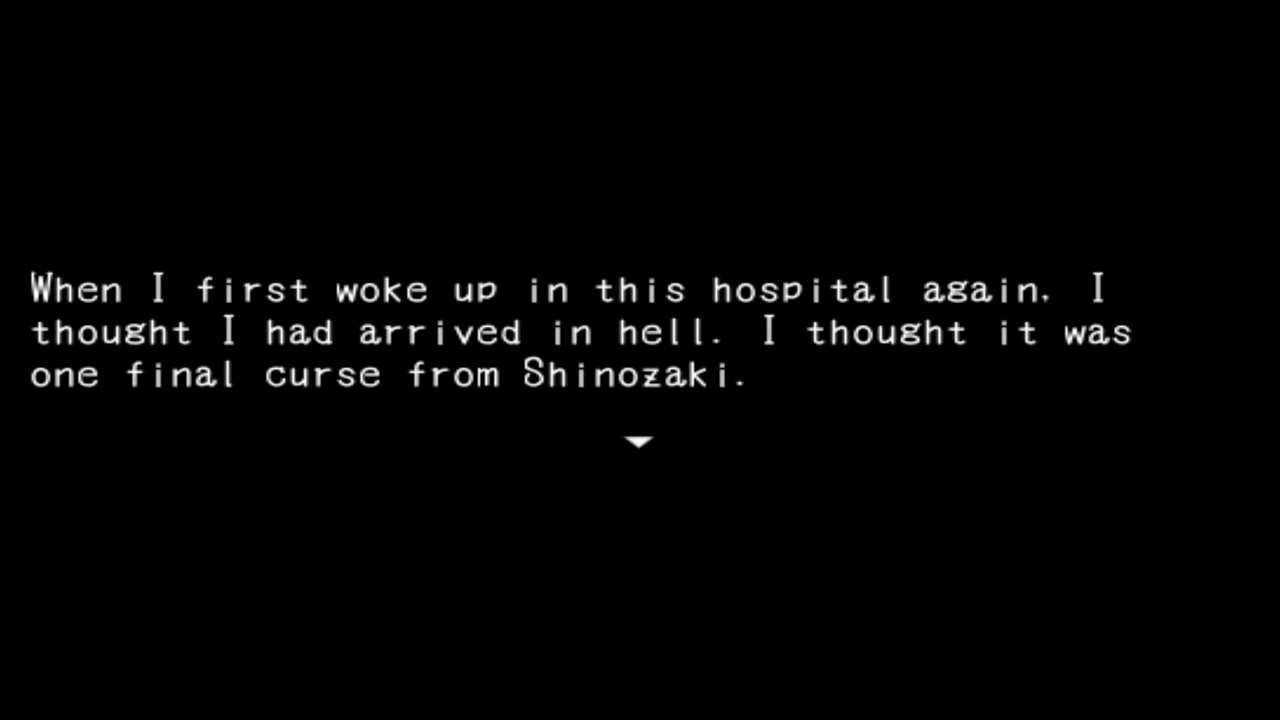 When I first woke up in this hospital again, I
thought I had arrived in hell. I thought it was
one final curse from Shinozaki.